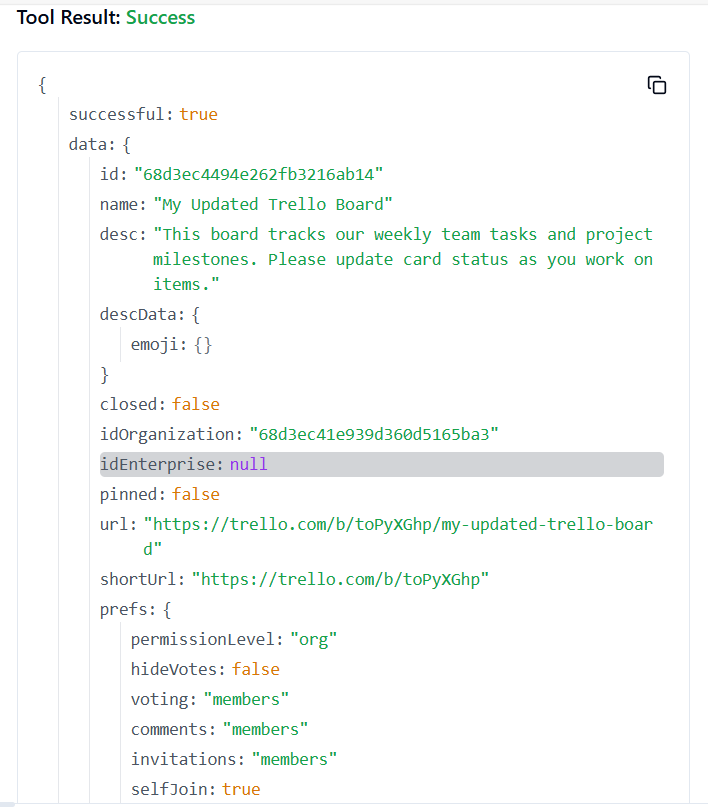 Tool Result: Success
{
successful: true
data: {
id: "68d3ec4494e262fb3216ab14"
name: "My Updated Trello Board"
desc: "This board tracks our weekly team tasks and project
milestones. Please update card status as you work on
items."
descData: {
emoji: {}
}
closed: false
idOrganization: "68d3ec41e939d360d5165ba3"
idEnterprise: null
pinned: false
url: "https://trello.com/b/toPyXGhp/my-updated-trello-boar
d"
shortUrl: "https://trello.com/b/toPyXGhp"
prefs: {
permissionLevel: "org"
hideVotes: false
voting: "members"
comments: "members"
invitations: "members"
selfJoin: true